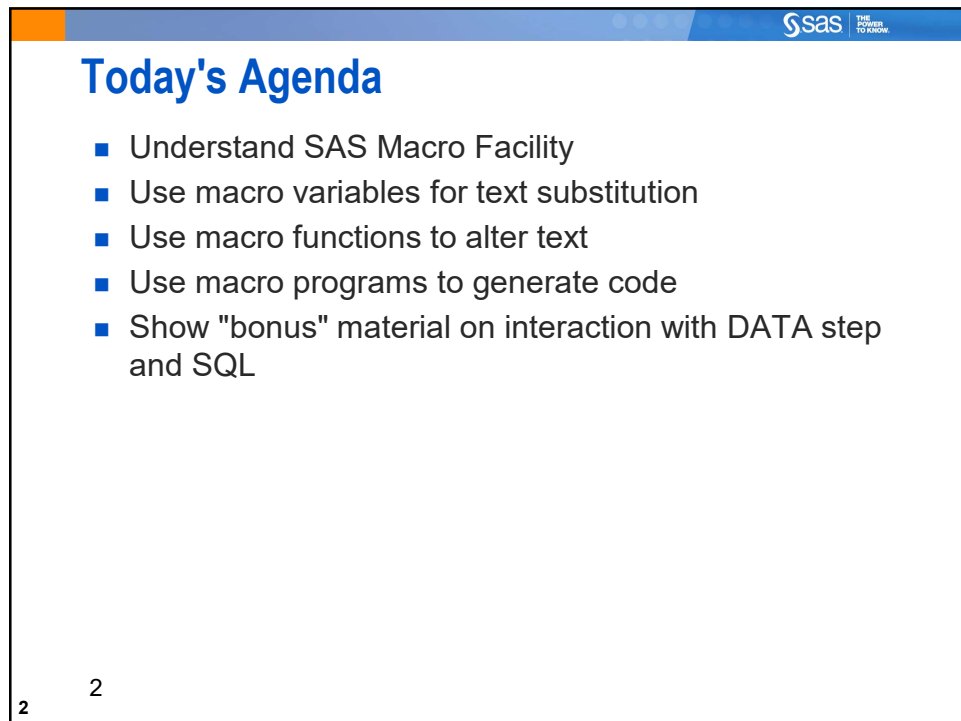 sas THE POWER TO KNOW.
Today's Agenda
Understand SAS Macro Facility
Use macro variables for text substitution
Use macro functions to alter text
Use macro programs to generate code
Show "bonus" material on interaction with DATA step
and SQL
2
2